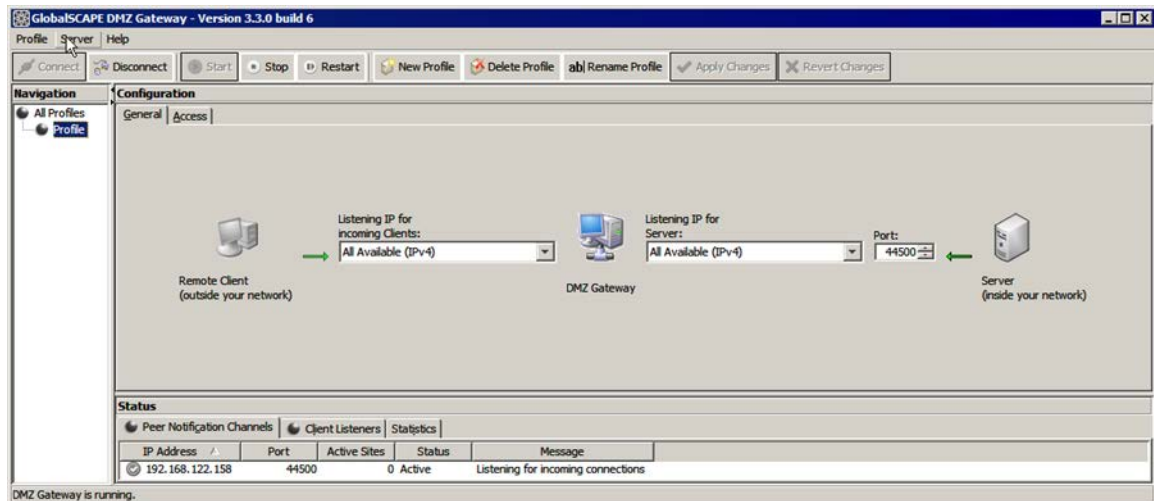 GlobalSCAPE DMZ Gateway - Version 3.3.0 build 6
Profile Server Help
Connect Disconnect Start Stop Restart New Profile Delete Profile ab| Rename Profile Apply Changes Revert Changes
Navigation
All Profiles
Profile
Configuration
General Access
Listening IP for
incoming Clients:
All Available (IPv4)
Remote Client
(outside your network)
DMZ Gateway
Listening IP for
Server:
All Available (IPv4)
Port:
44500
Server
(inside your network)
Status
Peer Notification Channels Client Listeners Statistics
IP Address Port Active Sites Status Message
192.168.122.158 44500 0 Active Listening for incoming connections
DMZ Gateway is running.